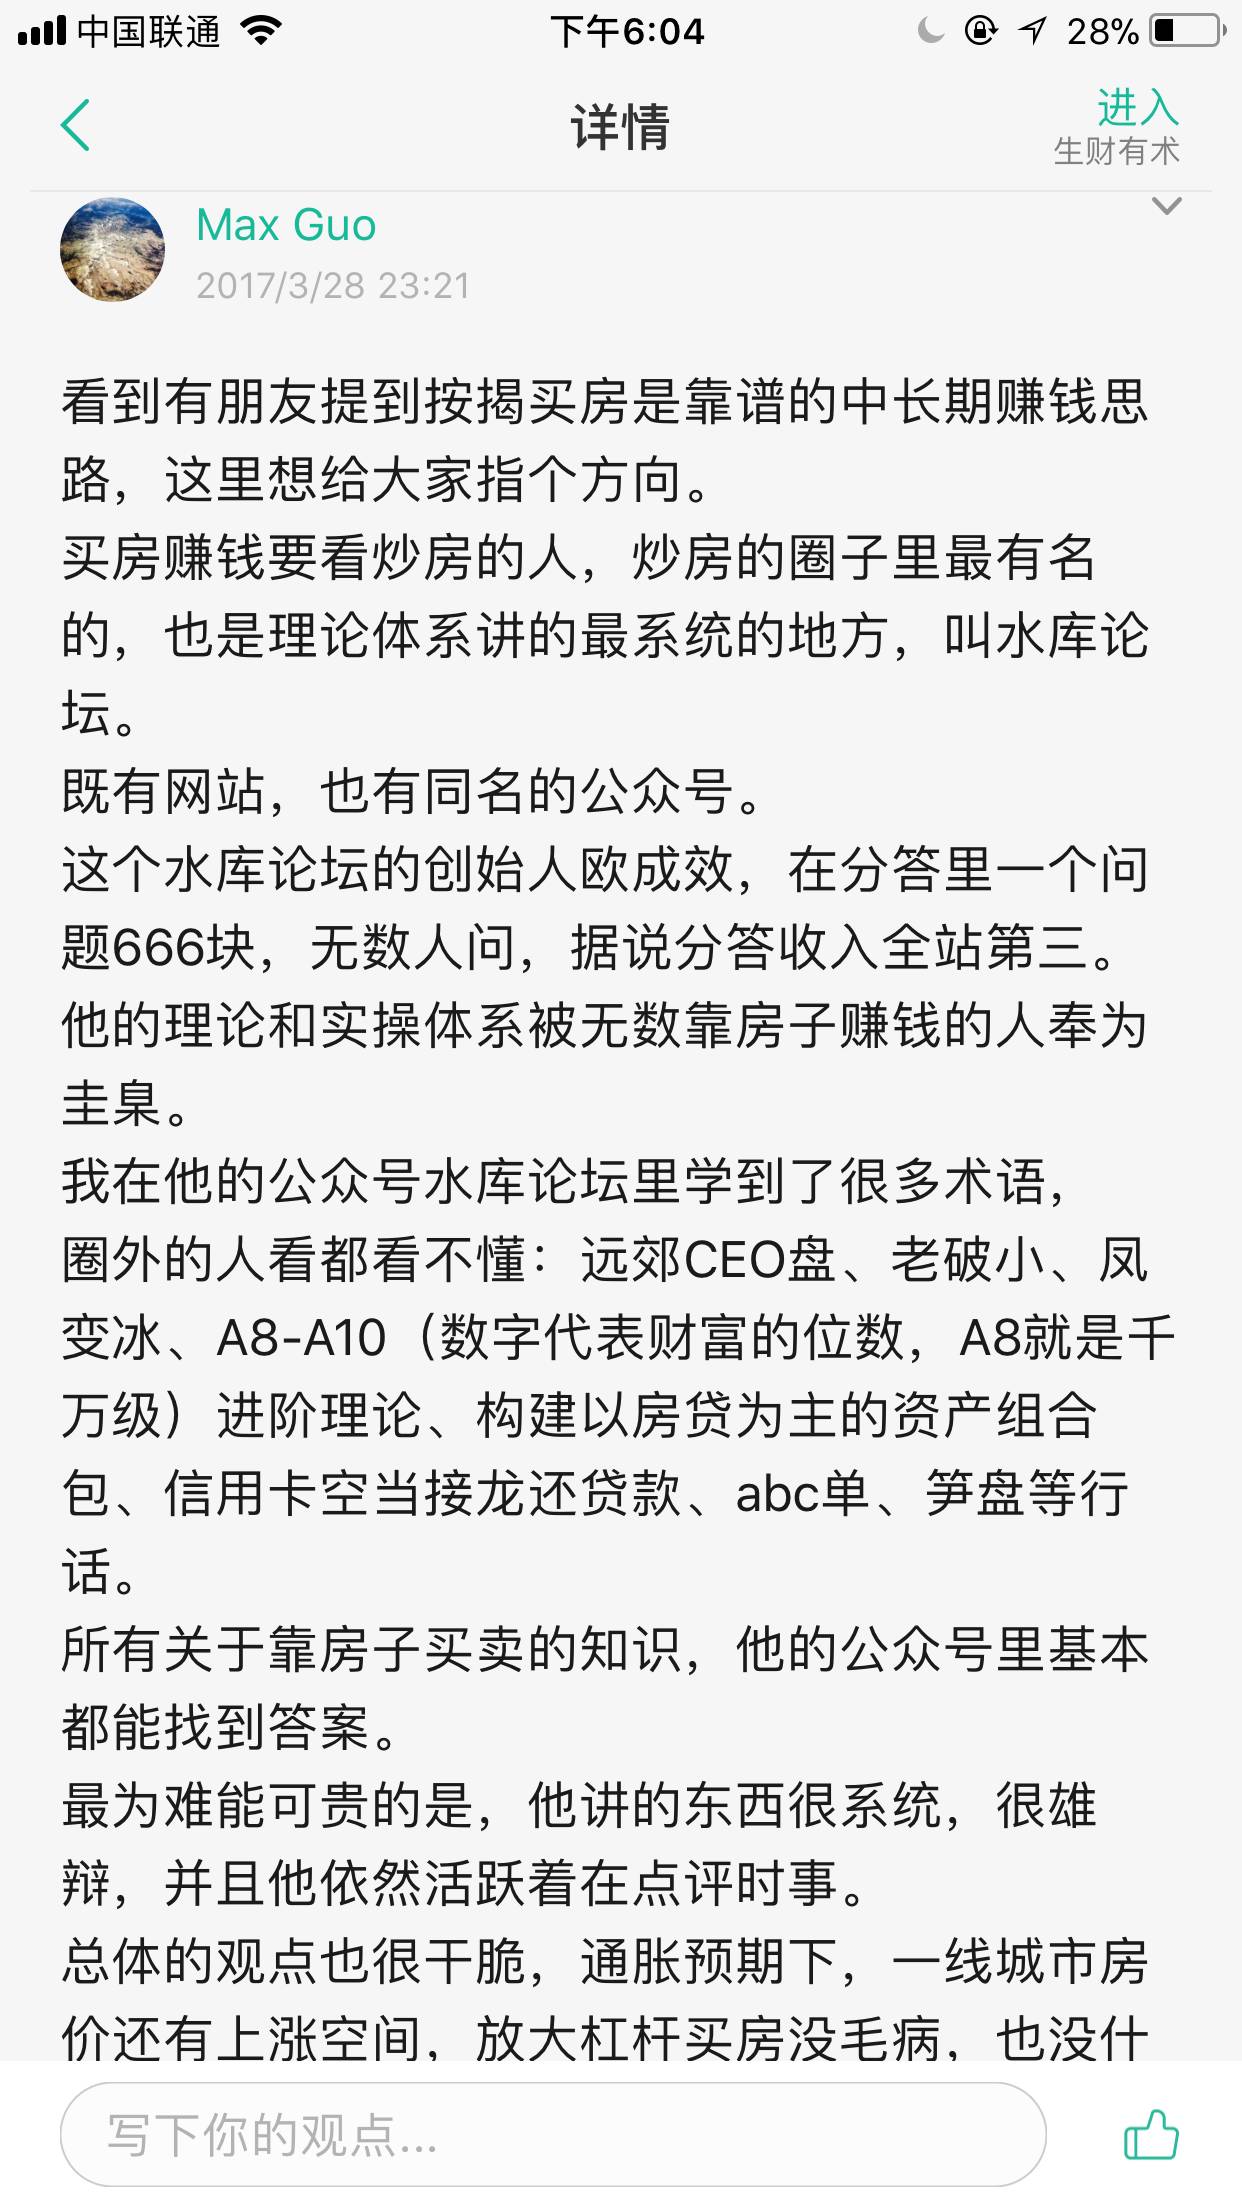 中国联通
下午6:04
28%
详情
进入
生财有术
Max Guo
2017/3/28 23:21
看到有朋友提到按揭买房是靠谱的中长期赚钱思
路，这里想给大家指个方向。
买房赚钱要看炒房的人，炒房的圈子里最有名
的，也是理论体系讲的最系统的地方，叫水库论
坛。
既有网站，也有同名的公众号。
这个水库论坛的创始人欧成效，在分答里一个问
题666块，无数人问，据说分答收入全站第三。
他的理论和实操体系被无数靠房子赚钱的人奉为
圭臬。
我在他的公众号水库论坛里学到了很多术语，
圈外的人看都看不懂：远郊CEO盘、老破小、凤
变冰、A8-A10（数字代表财富的位数，A8就是千
万级）进阶理论、构建以房贷为主的资产组合
包、信用卡空当接龙还贷款、abc单、笋盘等行
话。
所有关于靠房子买卖的知识，他的公众号里基本
都能找到答案。
最为难能可贵的是，他讲的东西很系统，很雄
辩，并且他依然活跃着在点评时事。
总体的观点也很干脆，通胀预期下，一线城市房
价还有上涨空间，放大杠杆买房没毛病，也没什
写下你的观点...